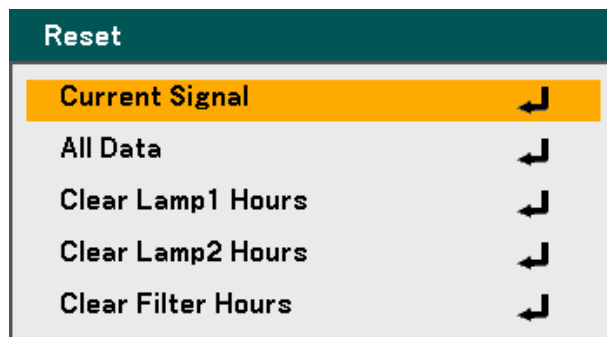 Reset
Current Signal
All Data
Clear Lamp1 Hours
Clear Lamp2 Hours
Clear Filter Hours